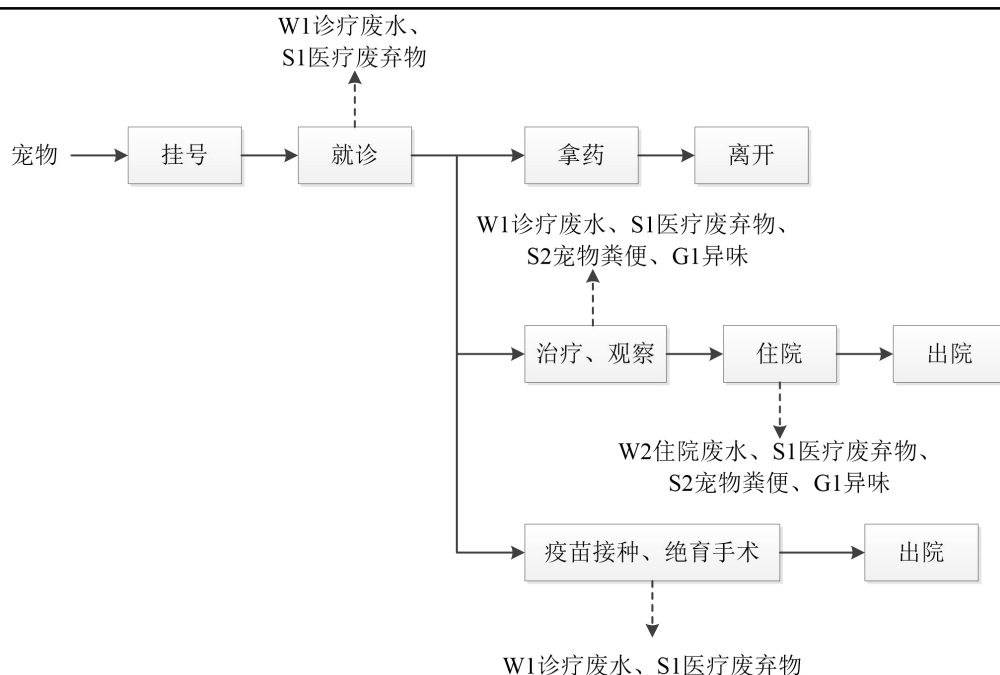 W1诊疗废水、
S1医疗废弃物
宠物
挂号
就诊
拿药
离开
W1诊疗废水、S1医疗废弃物、
S2宠物粪便、G1异味
治疗、观察
住院
出院
W2住院废水、S1医疗废弃物、
S2宠物粪便、G1异味
疫苗接种、绝育手术
出院
W1诊疗废水、S1医疗废弃物